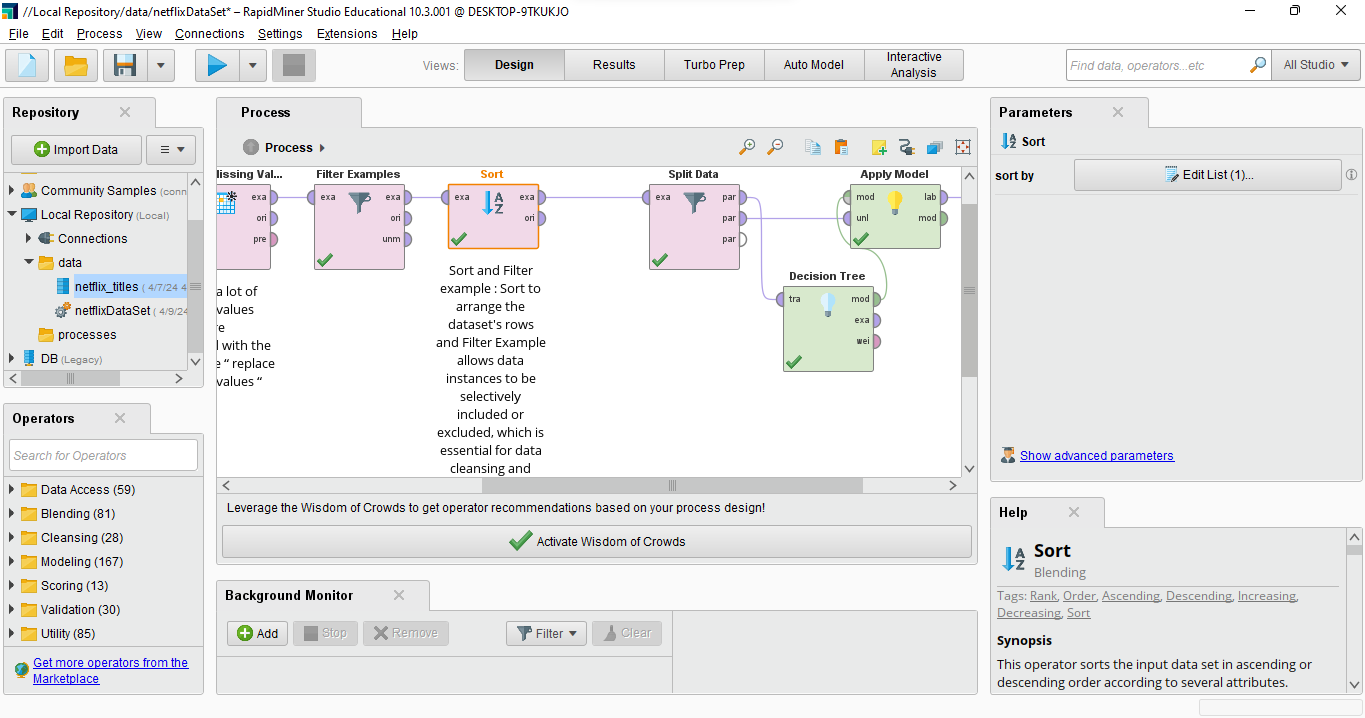 //Local Repository/data/netflixDataSet* – RapidMiner Studio Educational 10.3.001 @ DESKTOP-9TKUKJO
File Edit Process View Connections Settings Extensions Help
Views: Design Results Turbo Prep Auto Model Interactive Analysis
Find data, operators...etc
All Studio
Repository
Import Data
Community Samples (conn
Local Repository (Local)
Connections
data
netflix_titles ( 4/7/24 4
netflixDataSet ( 4/9/24
processes
DB (Legacy)
Operators
Search for Operators
Data Access (59)
Blending (81)
Cleansing (28)
Modeling (167)
Scoring (13)
Validation (30)
Utility (85)
Get more operators from the
Marketplace
Process
Process
lissing Val...
exa
ori
pre
a lot of
values
re
l with the
e “ replace
values “
Filter Examples
exa exa
ori
unm
Sort
exa exa
ori
A
Z
Sort and Filter
example : Sort to
arrange the
dataset's rows
and Filter Example
allows data
instances to be
selectively
included or
excluded, which is
essential for data
cleansing and
Split Data
exa par
par
par
Apply Model
mod lab
unl mod
Decision Tree
tra mod
exa
wei
Leverage the Wisdom of Crowds to get operator recommendations based on your process design!
Activate Wisdom of Crowds
Background Monitor
Add Stop Remove Filter Clear
Parameters
Sort
sort by
Edit List (1)...
Show advanced parameters
Help
A
Z
Sort
Blending
Tags: Rank, Order, Ascending, Descending, Increasing,
Decreasing, Sort
Synopsis
This operator sorts the input data set in ascending or
descending order according to several attributes.